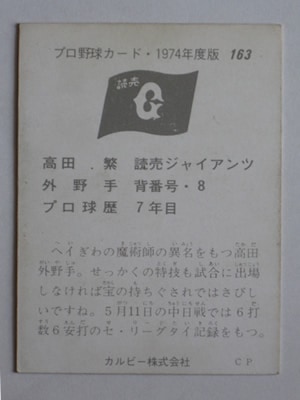 プロ野球カード・1974年度版 163
読売
G
高田 . 繁 読売ジャイアンツ
外野手 背番号・8
プロ球歴 7年目
ヘイぎわの魔術師の異名をもつ高田
外野手。せっかくの特技も試合に出場
しなければ宝の持ちぐされではさびし
いですね。5月11日の中日戦では6打
数6安打のセ・リーグタイ記録をもつ。
カルビー株式会社 C P